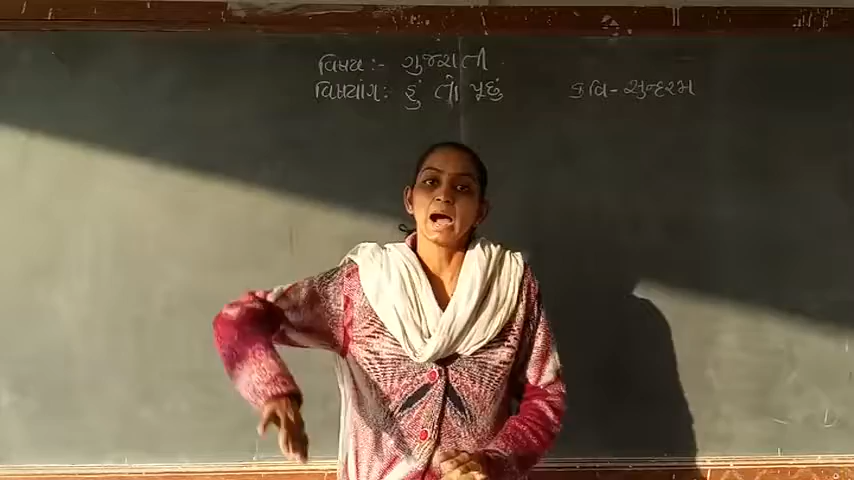 વિષય :- ગુજરાતી
વિષયાંગ : હું તો પૂછું કવિ - સુન્દરમ